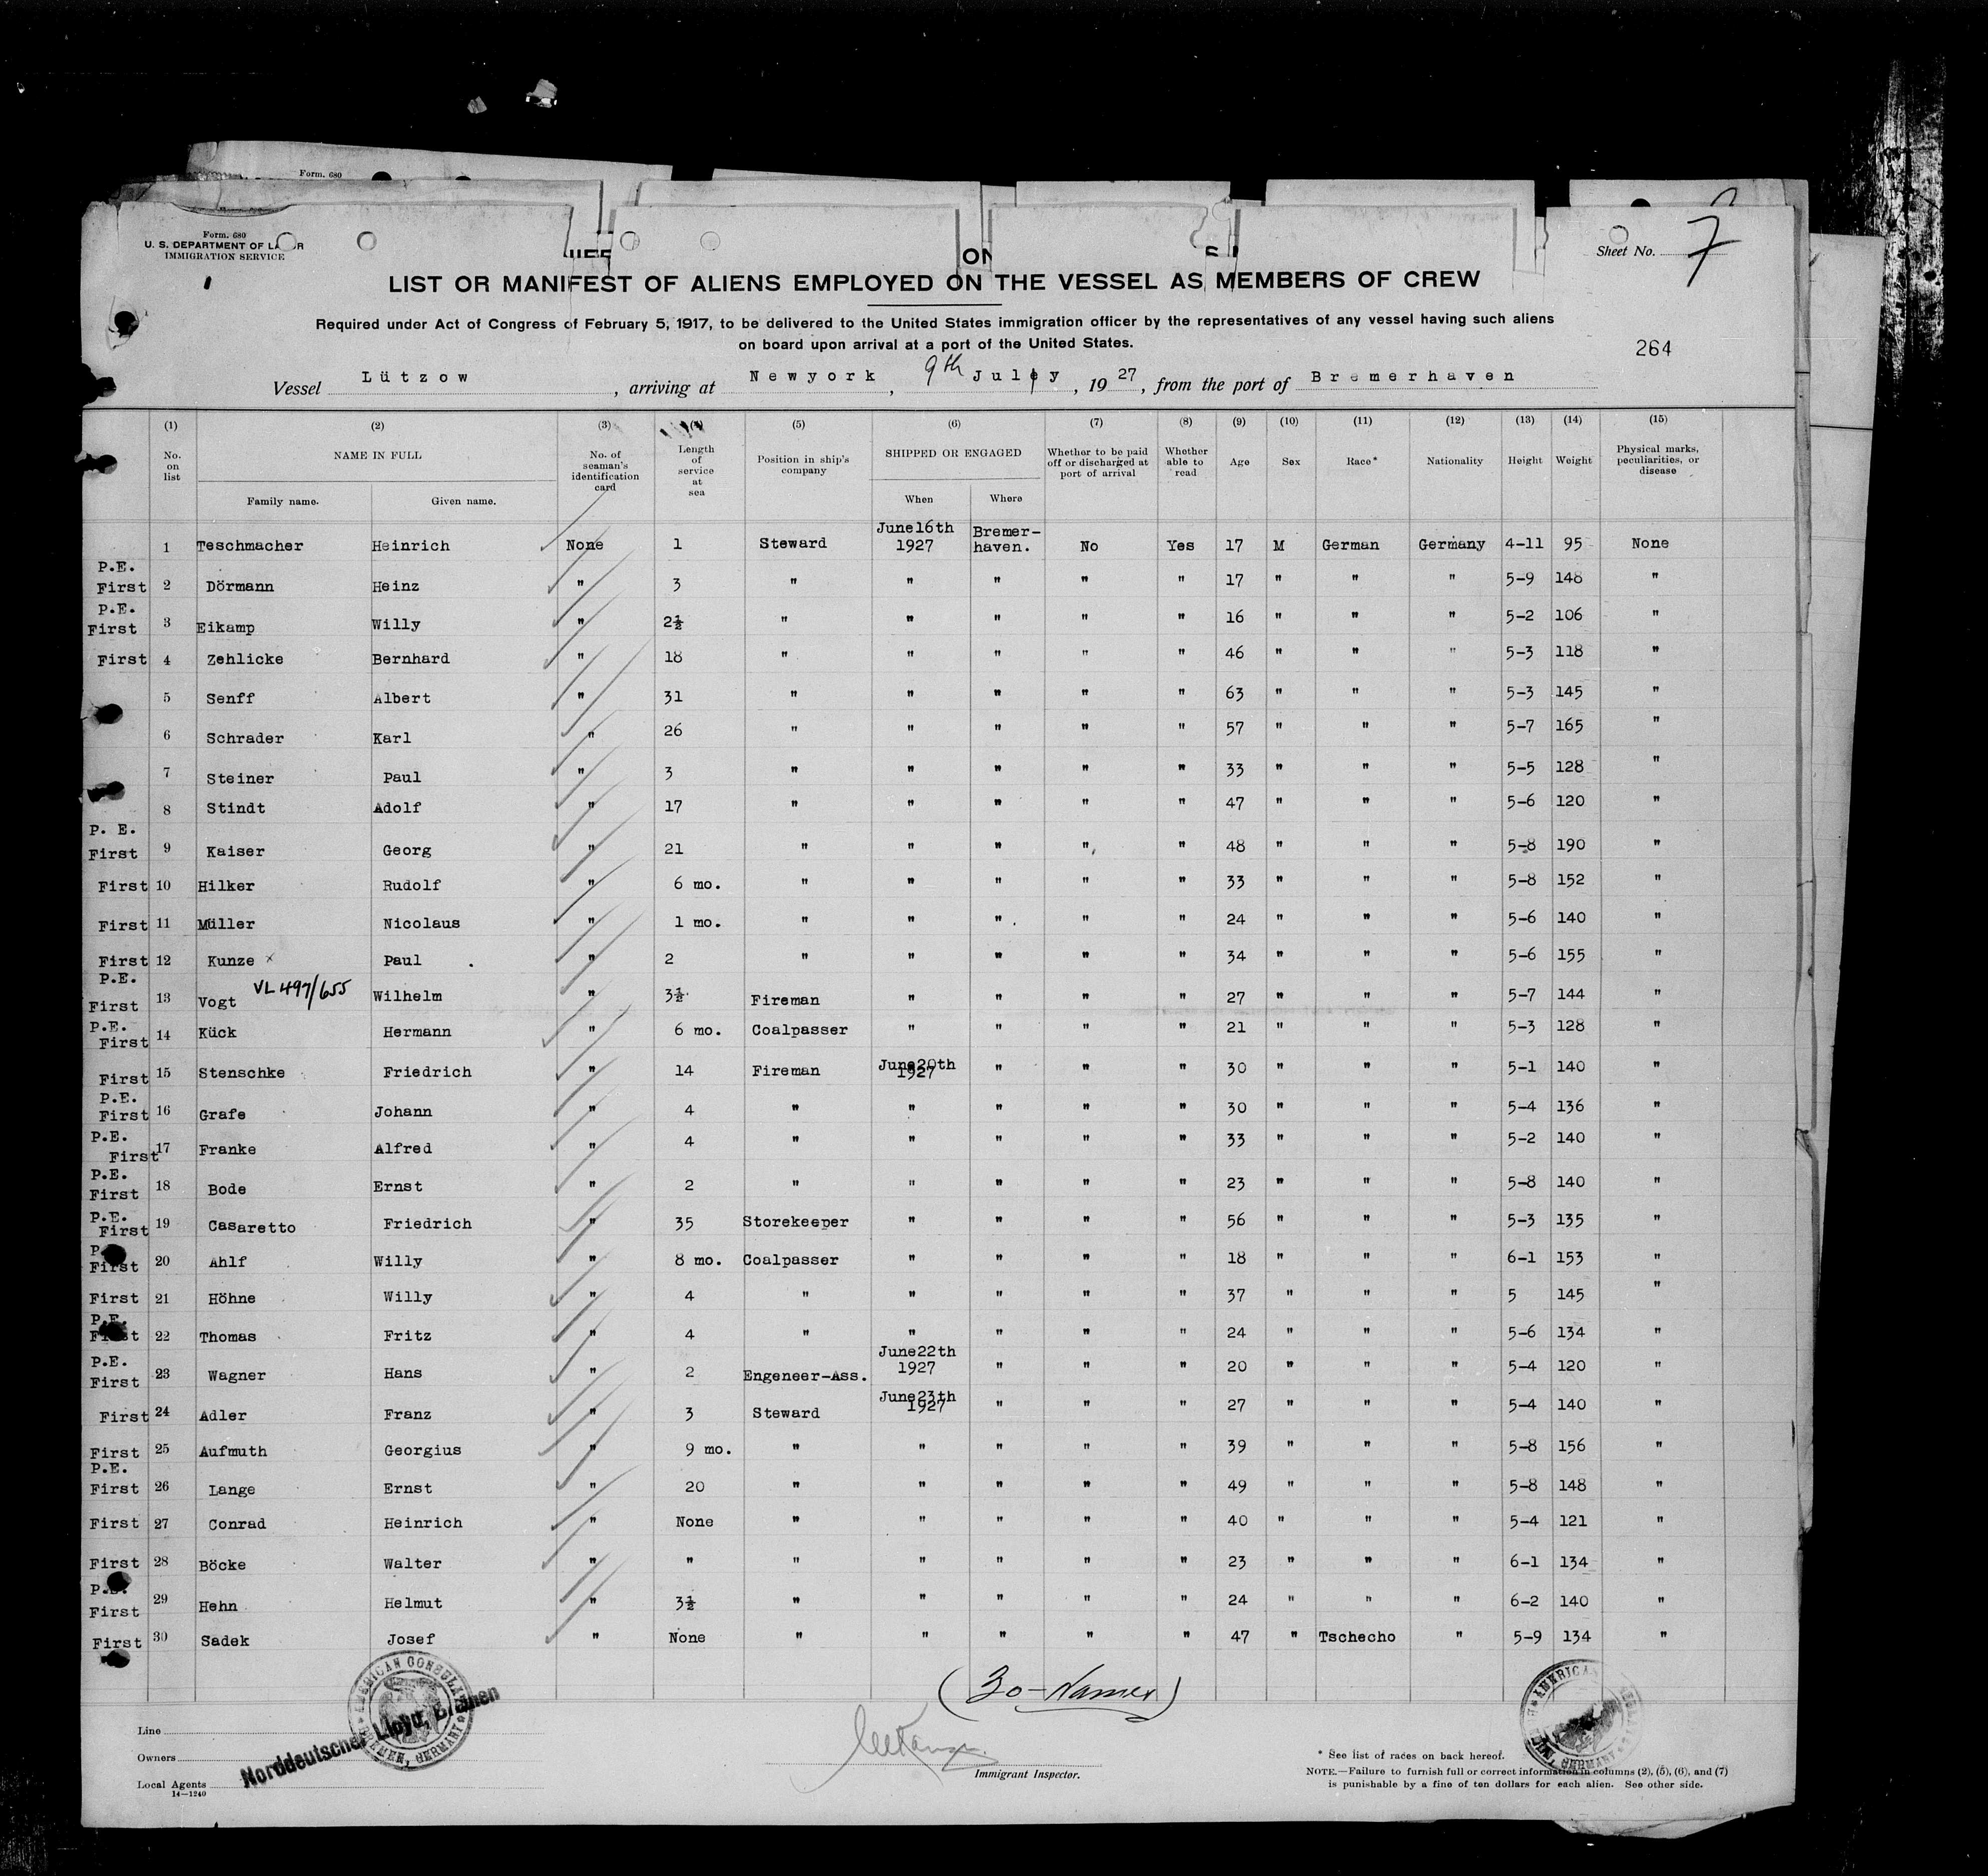 Form. 680
Form. 680
U. S. DEPARTMENT OF LABOR
IMMIGRATION SERVICE
Sheet No. 7
LIST OR MANIFEST OF ALIENS EMPLOYED ON THE VESSEL AS MEMBERS OF CREW
Required under Act of Congress of February 5, 1917, to be delivered to the United States immigration officer by the representatives of any vessel having such aliens
on board upon arrival at a port of the United States.
264
Vessel Lützow, arriving at Newyork, 9th July, 1927, from the port of Bremerhaven
(1) (2) (3) (4) (5) (6) (7) (8) (9) (10) (11) (12) (13) (14) (15)
No. on list NAME IN FULL Family name. Given name. No. of seaman's identification card Length of service at sea Position in ship's company SHIPPED OR ENGAGED When Where Whether to be paid off or discharged at port of arrival Whether able to read Age Sex Race* Nationality Height Weight Physical marks, peculiarities, or disease
1 Teschmacher Heinrich None 1 Steward June 16th 1927 Bremer-haven. No Yes 17 M German Germany 4-11 95 None
P.E. First 2 Dörmann Heinz " 3 " " " " " 17 " " " 5-9 148 "
P.E. First 3 Eikamp Willy " 2½ " " " " " 16 " " " 5-2 106 "
First 4 Zehlicke Bernhard " 18 " " " " " 46 " " " 5-3 118 "
5 Senff Albert " 31 " " " " " 63 " " " 5-3 145 "
6 Schrader Karl " 26 " " " " " 57 " " " 5-7 165 "
7 Steiner Paul " 3 " " " " " 33 " " " 5-5 128 "
8 Stindt Adolf " 17 " " " " " 47 " " " 5-6 120 "
P. E. First 9 Kaiser Georg " 21 " " " " " 48 " " " 5-8 190 "
First 10 Hilker Rudolf " 6 mo. " " " " " 33 " " " 5-8 152 "
First 11 Müller Nicolaus " 1 mo. " " " " " 24 " " " 5-6 140 "
First 12 Kunze x Paul " 2 " " " " " 34 " " " 5-6 155 "
P.E. First 13 Vogt VL 497/655 Wilhelm " 3½ Fireman " " " " 27 " " " 5-7 144 "
P.E. First 14 Kück Hermann " 6 mo. Coalpasser " " " " 21 " " " 5-3 128 "
First 15 Stenschke Friedrich " 14 Fireman June 20th 1927 " " " 30 " " " 5-1 140 "
P.E. First 16 Grafe Johann " 4 " " " " " 30 " " " 5-4 136 "
P.E. First 17 Franke Alfred " 4 " " " " " 33 " " " 5-2 140 "
P.E. First 18 Bode Ernst " 2 " " " " " 23 " " " 5-8 140 "
P.E. First 19 Casaretto Friedrich " 35 Storekeeper " " " " 56 " " " 5-3 135 "
P. First 20 Ahlf Willy " 8 mo. Coalpasser " " " " 18 " " " 6-1 153 "
First 21 Höhne Willy " 4 " " " " " 37 " " " 5 145 "
P.E. First 22 Thomas Fritz " 4 " " " " " 24 " " " 5-6 134 "
P.E. First 23 Wagner Hans " 2 Engeneer-Ass. June 22th 1927 " " " 20 " " " 5-4 120 "
First 24 Adler Franz " 3 Steward June 23th 1927 " " " 27 " " " 5-4 140 "
First 25 Aufmuth Georgius " 9 mo. " " " " " 39 " " " 5-8 156 "
P.E. First 26 Lange Ernst " 20 " " " " " 49 " " " 5-8 148 "
First 27 Conrad Heinrich " None " " " " " 40 " " " 5-4 121 "
First 28 Böcke Walter " " " " " " " 23 " " " 6-1 134 "
P.E. First 29 Hehn Helmut " 3½ " " " " " 24 " " " 6-2 140 "
First 30 Sadek Josef " None " " " " " 47 " Tschecho " 5-9 134 "
(30-Names)
AMERICAN CONSULATE BREMEN, GERMANY
Norddeutscher Lloyd, Bremen
Line
Owners
Local Agents
14—1240
Immigrant Inspector.
* See list of races on back hereof.
NOTE.—Failure to furnish full or correct information in columns (2), (5), (6), and (7)
is punishable by a fine of ten dollars for each alien. See other side.